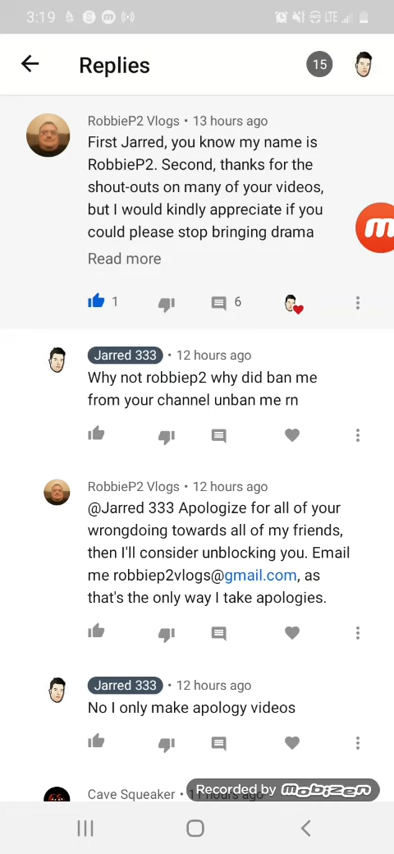 3:19 LTE
Replies 15
RobbieP2 Vlogs • 13 hours ago
First Jarred, you know my name is
RobbieP2. Second, thanks for the
shout-outs on many of your videos,
but I would kindly appreciate if you
could please stop bringing drama
Read more
1 6
Jarred 333 • 12 hours ago
Why not robbiep2 why did ban me
from your channel unban me rn
RobbieP2 Vlogs • 12 hours ago
@Jarred 333 Apologize for all of your
wrongdoing towards all of my friends,
then I'll consider unblocking you. Email
me robbiep2vlogs@gmail.com, as
that's the only way I take apologies.
Jarred 333 • 12 hours ago
No I only make apology videos
Cave Squeaker • 11 hours ago
Recorded by mobizen